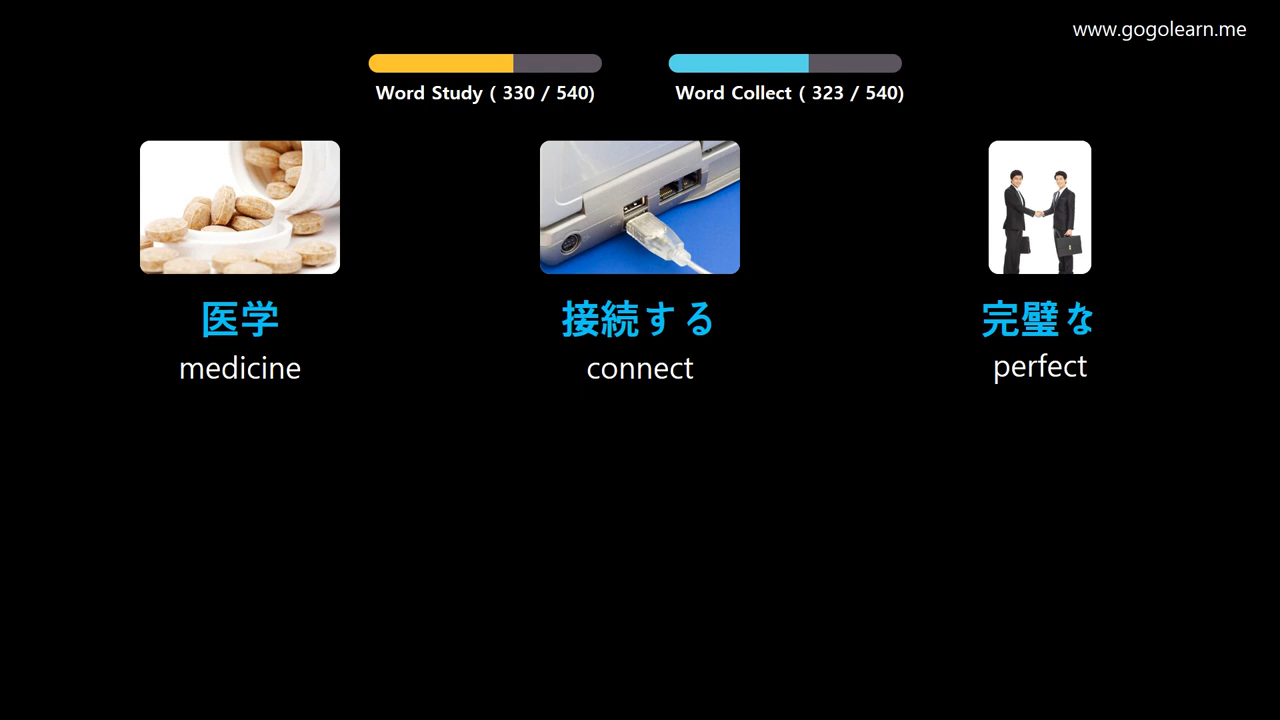 www.gogolearn.me
Word Study ( 330 / 540)
Word Collect ( 323 / 540)
医学
接続する
完璧な
medicine
connect
perfect